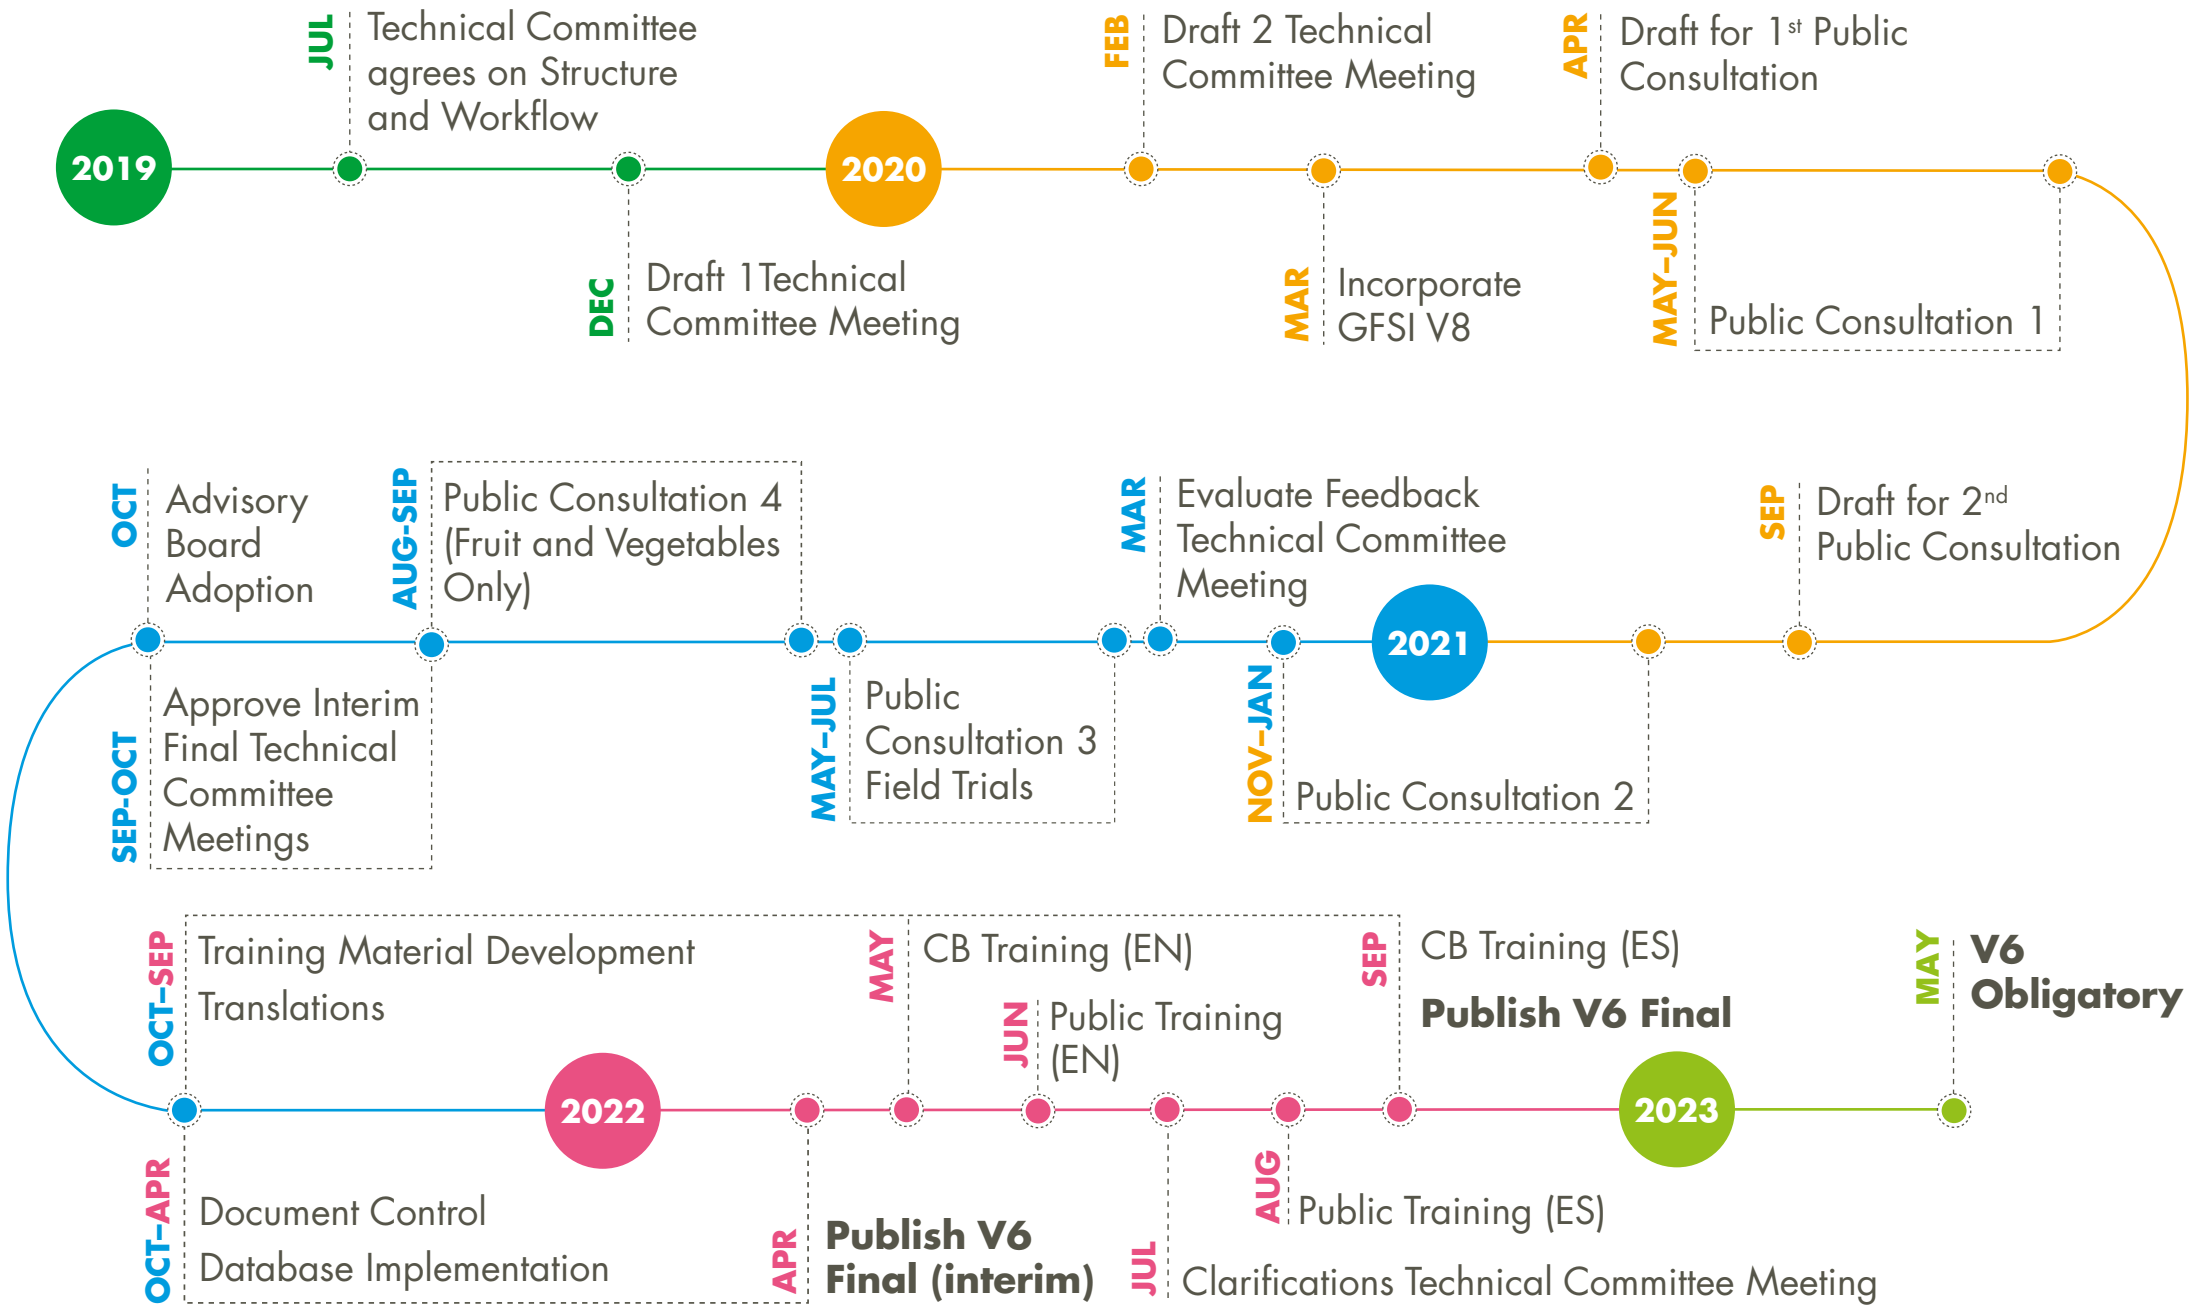 2019
JUL
Technical Committee
agrees on Structure
and Workflow
DEC
Draft 1Technical
Committee Meeting
2020
FEB
Draft 2 Technical
Committee Meeting
MAR
Incorporate
GFSI V8
APR
Draft for 1st Public
Consultation
MAY–JUN
Public Consultation 1
SEP
Draft for 2nd
Public Consultation
NOV–JAN
Public Consultation 2
2021
MAR
Evaluate Feedback
Technical Committee
Meeting
MAY–JUL
Public
Consultation 3
Field Trials
AUG-SEP
Public Consultation 4
(Fruit and Vegetables
Only)
SEP-OCT
Approve Interim
Final Technical
Committee
Meetings
OCT
Advisory
Board
Adoption
OCT–SEP
Training Material Development
Translations
OCT–APR
Document Control
Database Implementation
2022
APR
Publish V6
Final (interim)
MAY
CB Training (EN)
JUN
Public Training
(EN)
JUL
Clarifications Technical Committee Meeting
AUG
Public Training (ES)
SEP
CB Training (ES)
Publish V6 Final
2023
MAY
V6
Obligatory